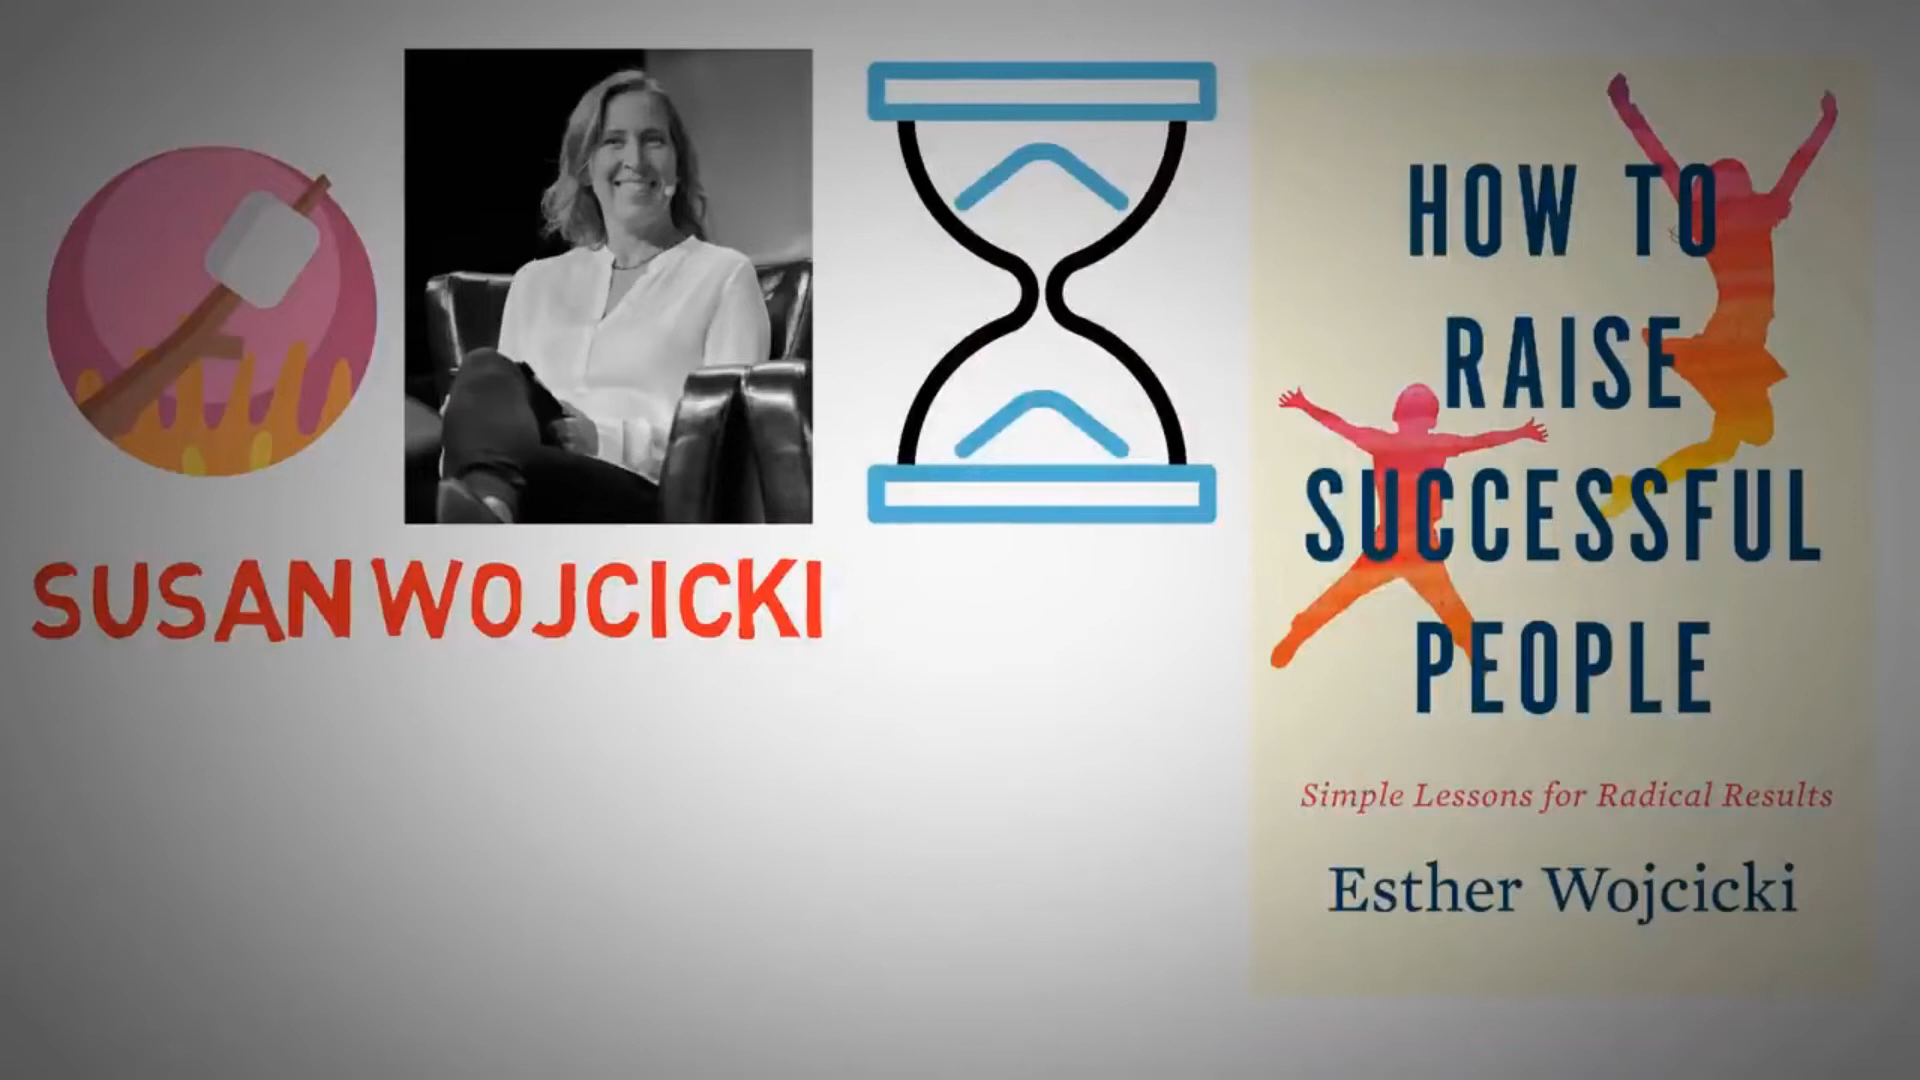 SUSAN WOJCICKI
HOW TO
RAISE
SUCCESSFUL
PEOPLE
Simple Lessons for Radical Results
Esther Wojcicki